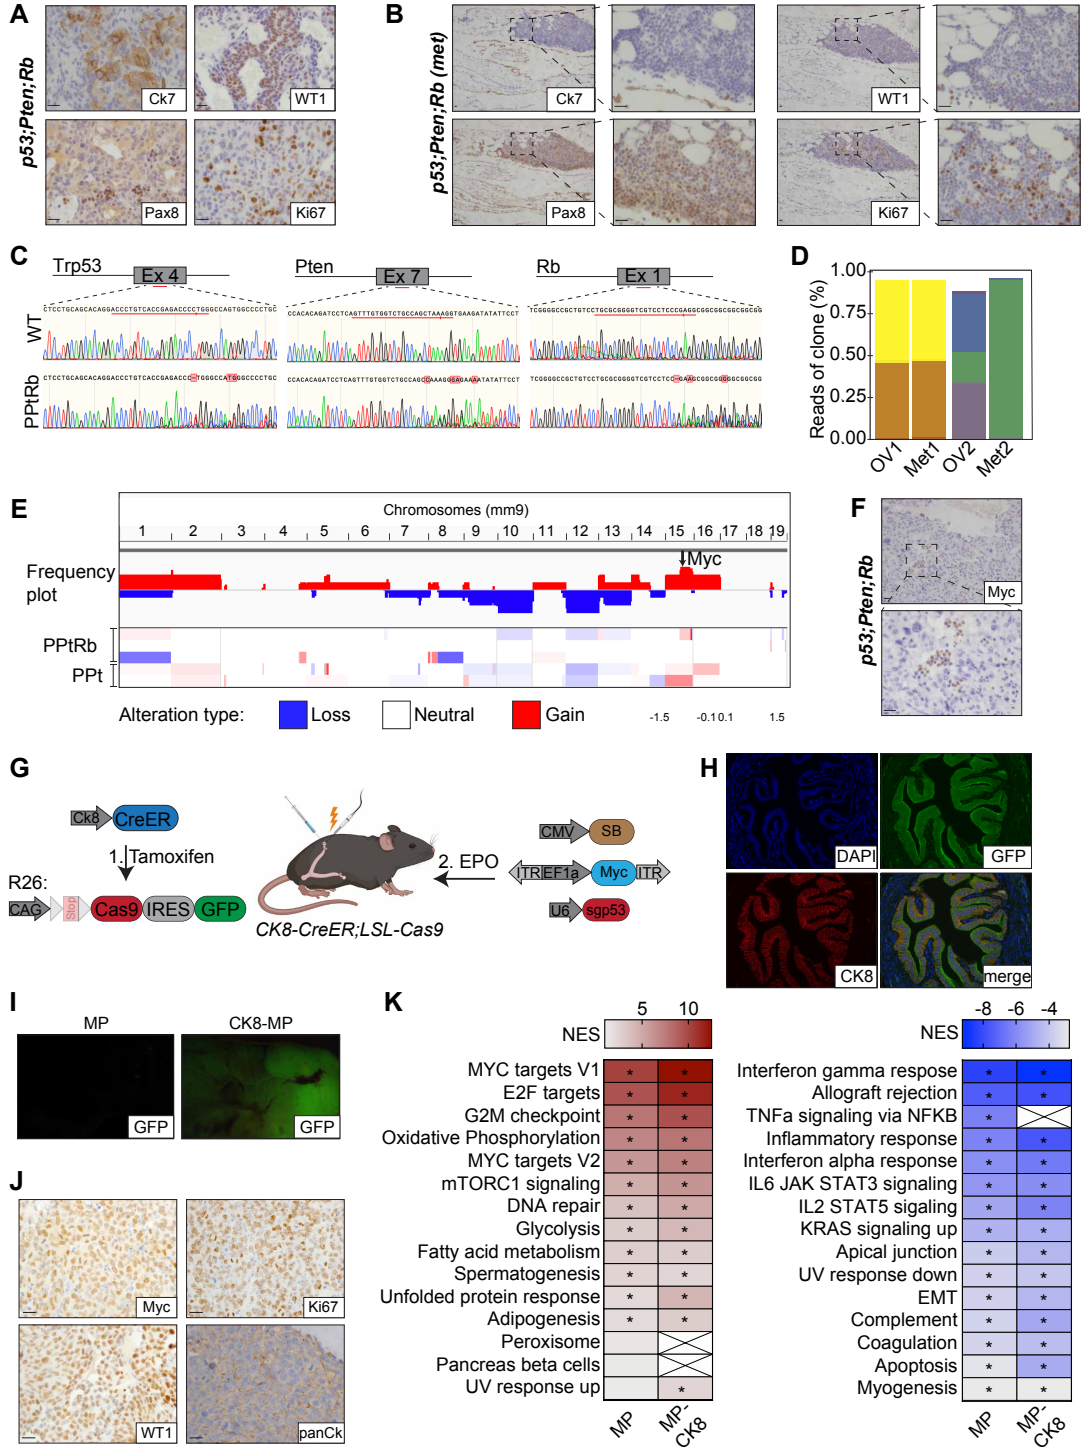 A
p53;Pten;Rb
Ck7
WT1
Pax8
Ki67
B
p53;Pten;Rb (met)
Ck7
WT1
Pax8
Ki67
C
Trp53
Ex 4
Pten
Ex 7
Rb
Ex 1
WT
CTCCTGCAGCACAGGACCCTGTCACCGAGACCCCTGGGCCAGTGGCCCCTGC
CCACACAGATCCTCAGTTTGTGGTCTGCCAGCTAAAGGTGAAGATATATTCCT
TCGGGGCCGCTGTCCTGCGCGGGGTCGTCCTCCCGAGGCGGCGGCGGCGCGG
PPtRb
CTCCTGCAGCACAGGACCCTGTCACCGAGACCC-TGGGCCATGGGCCCCTGC
CCACACAGATCCTCAGTTTGTGGTCTGCCAGCCAAAGGGAGAAAATATATTCCT
D
Reads of clone (%)
1.00
0.75
0.50
0.25
0.00
OV1
Met1
OV2
Met2
E
Chromosomes (mm9)
1 2 3 4 5 6 7 8 9 10 11 12 13 14 15 16 17 18 19
Myc
Frequency
plot
PPtRb
PPt
Alteration type:
Loss
Neutral
Gain
-1.5 -0.1 0.1 1.5
F
p53;Pten;Rb
Myc
G
Ck8
CreER
1. Tamoxifen
R26:
CAG
Stop
Cas9
IRES
GFP
2. EPO
CMV
SB
ITR
EF1a
Myc
ITR
U6
sgp53
CK8-CreER;LSL-Cas9
H
DAPI
GFP
CK8
merge
I
MP
CK8-MP
GFP
GFP
J
Myc
Ki67
WT1
panCk
K
NES
5 10
MYC targets V1
* *
E2F targets
* *
G2M checkpoint
* *
Oxidative Phosphorylation
* *
MYC targets V2
* *
mTORC1 signaling
* *
DNA repair
* *
Glycolysis
* *
Fatty acid metabolism
* *
Spermatogenesis
* *
Unfolded protein response
* *
Adipogenesis
* *
Peroxisome
Pancreas beta cells
UV response up
*
MP
MP-
CK8
NES
-8 -6 -4
Interferon gamma respose
* *
Allograft rejection
* *
TNFa signaling via NFKB
*
Inflammatory response
* *
Interferon alpha response
* *
IL6 JAK STAT3 signaling
* *
IL2 STAT5 sigaling
* *
KRAS signaling up
* *
Apical junction
* *
UV response down
* *
EMT
* *
Complement
* *
Coagulation
* *
Apoptosis
* *
Myogenesis
* *
MP
MP-
CK8